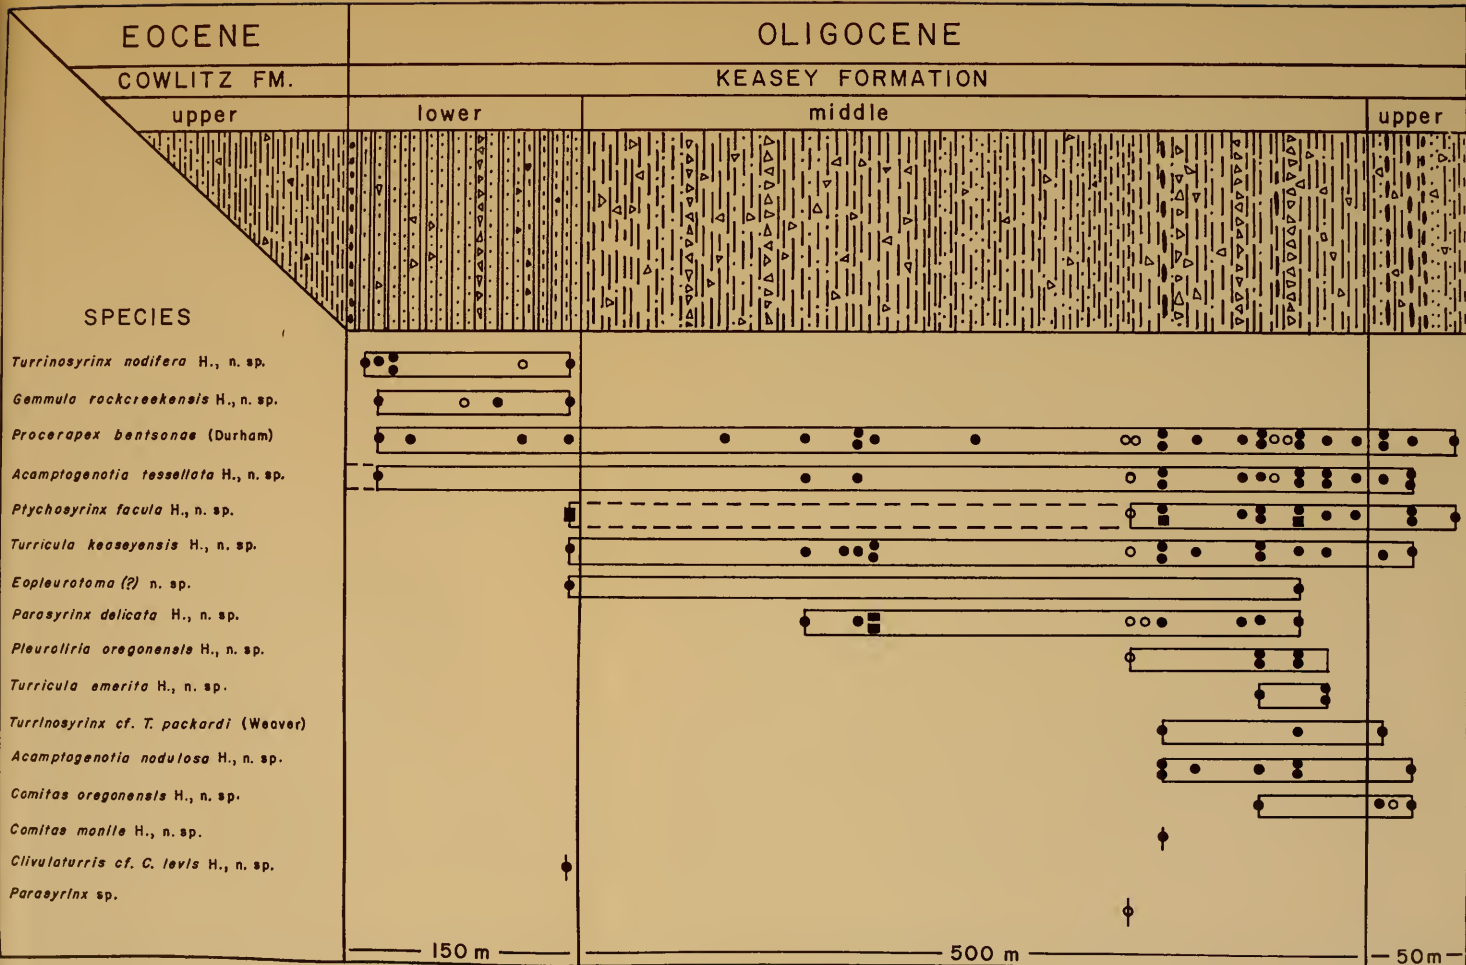 EOCENE OLIGOCENE
COWLITZ FM. KEASEY FORMATION
upper lower middle upper
SPECIES
Turrinosyrinx nodifera H., n. sp.
Gemmula rockcreekensis H., n. sp.
Procerapex bentsonae (Durham)
Acamptogenotia tessellata H., n. sp.
Ptychosyrinx facula H., n. sp.
Turricula keaseyensis H., n. sp.
Eopleurotoma (?) n. sp.
Parasyrinx delicata H., n. sp.
Pleuroliria oregonensis H., n. sp.
Turricula emerita H., n. sp.
Turrinosyrinx cf. T. packardi (Weaver)
Acamptogenotia nodulosa H., n. sp.
Comitas oregonensis H., n. sp.
Comitas monile H., n. sp.
Clivulaturris cf. C. levis H., n. sp.
Parasyrinx sp.
150 m 500 m 50m